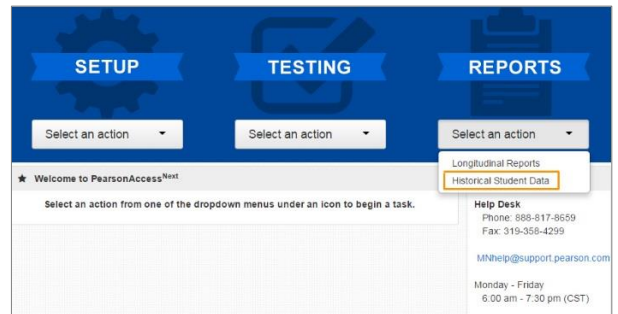 SETUP
TESTING
REPORTS
Select an action
Select an action
Select an action
Longitudinal Reports
Historical Student Data
Welcome to PearsonAccessNext
Select an action from one of the dropdown menus under an icon to begin a task.
Help Desk
Phone: 888-817-8659
Fax: 319-358-4299
MNhelp@support.pearson.com
Monday - Friday
6:00 am - 7:30 pm (CST)